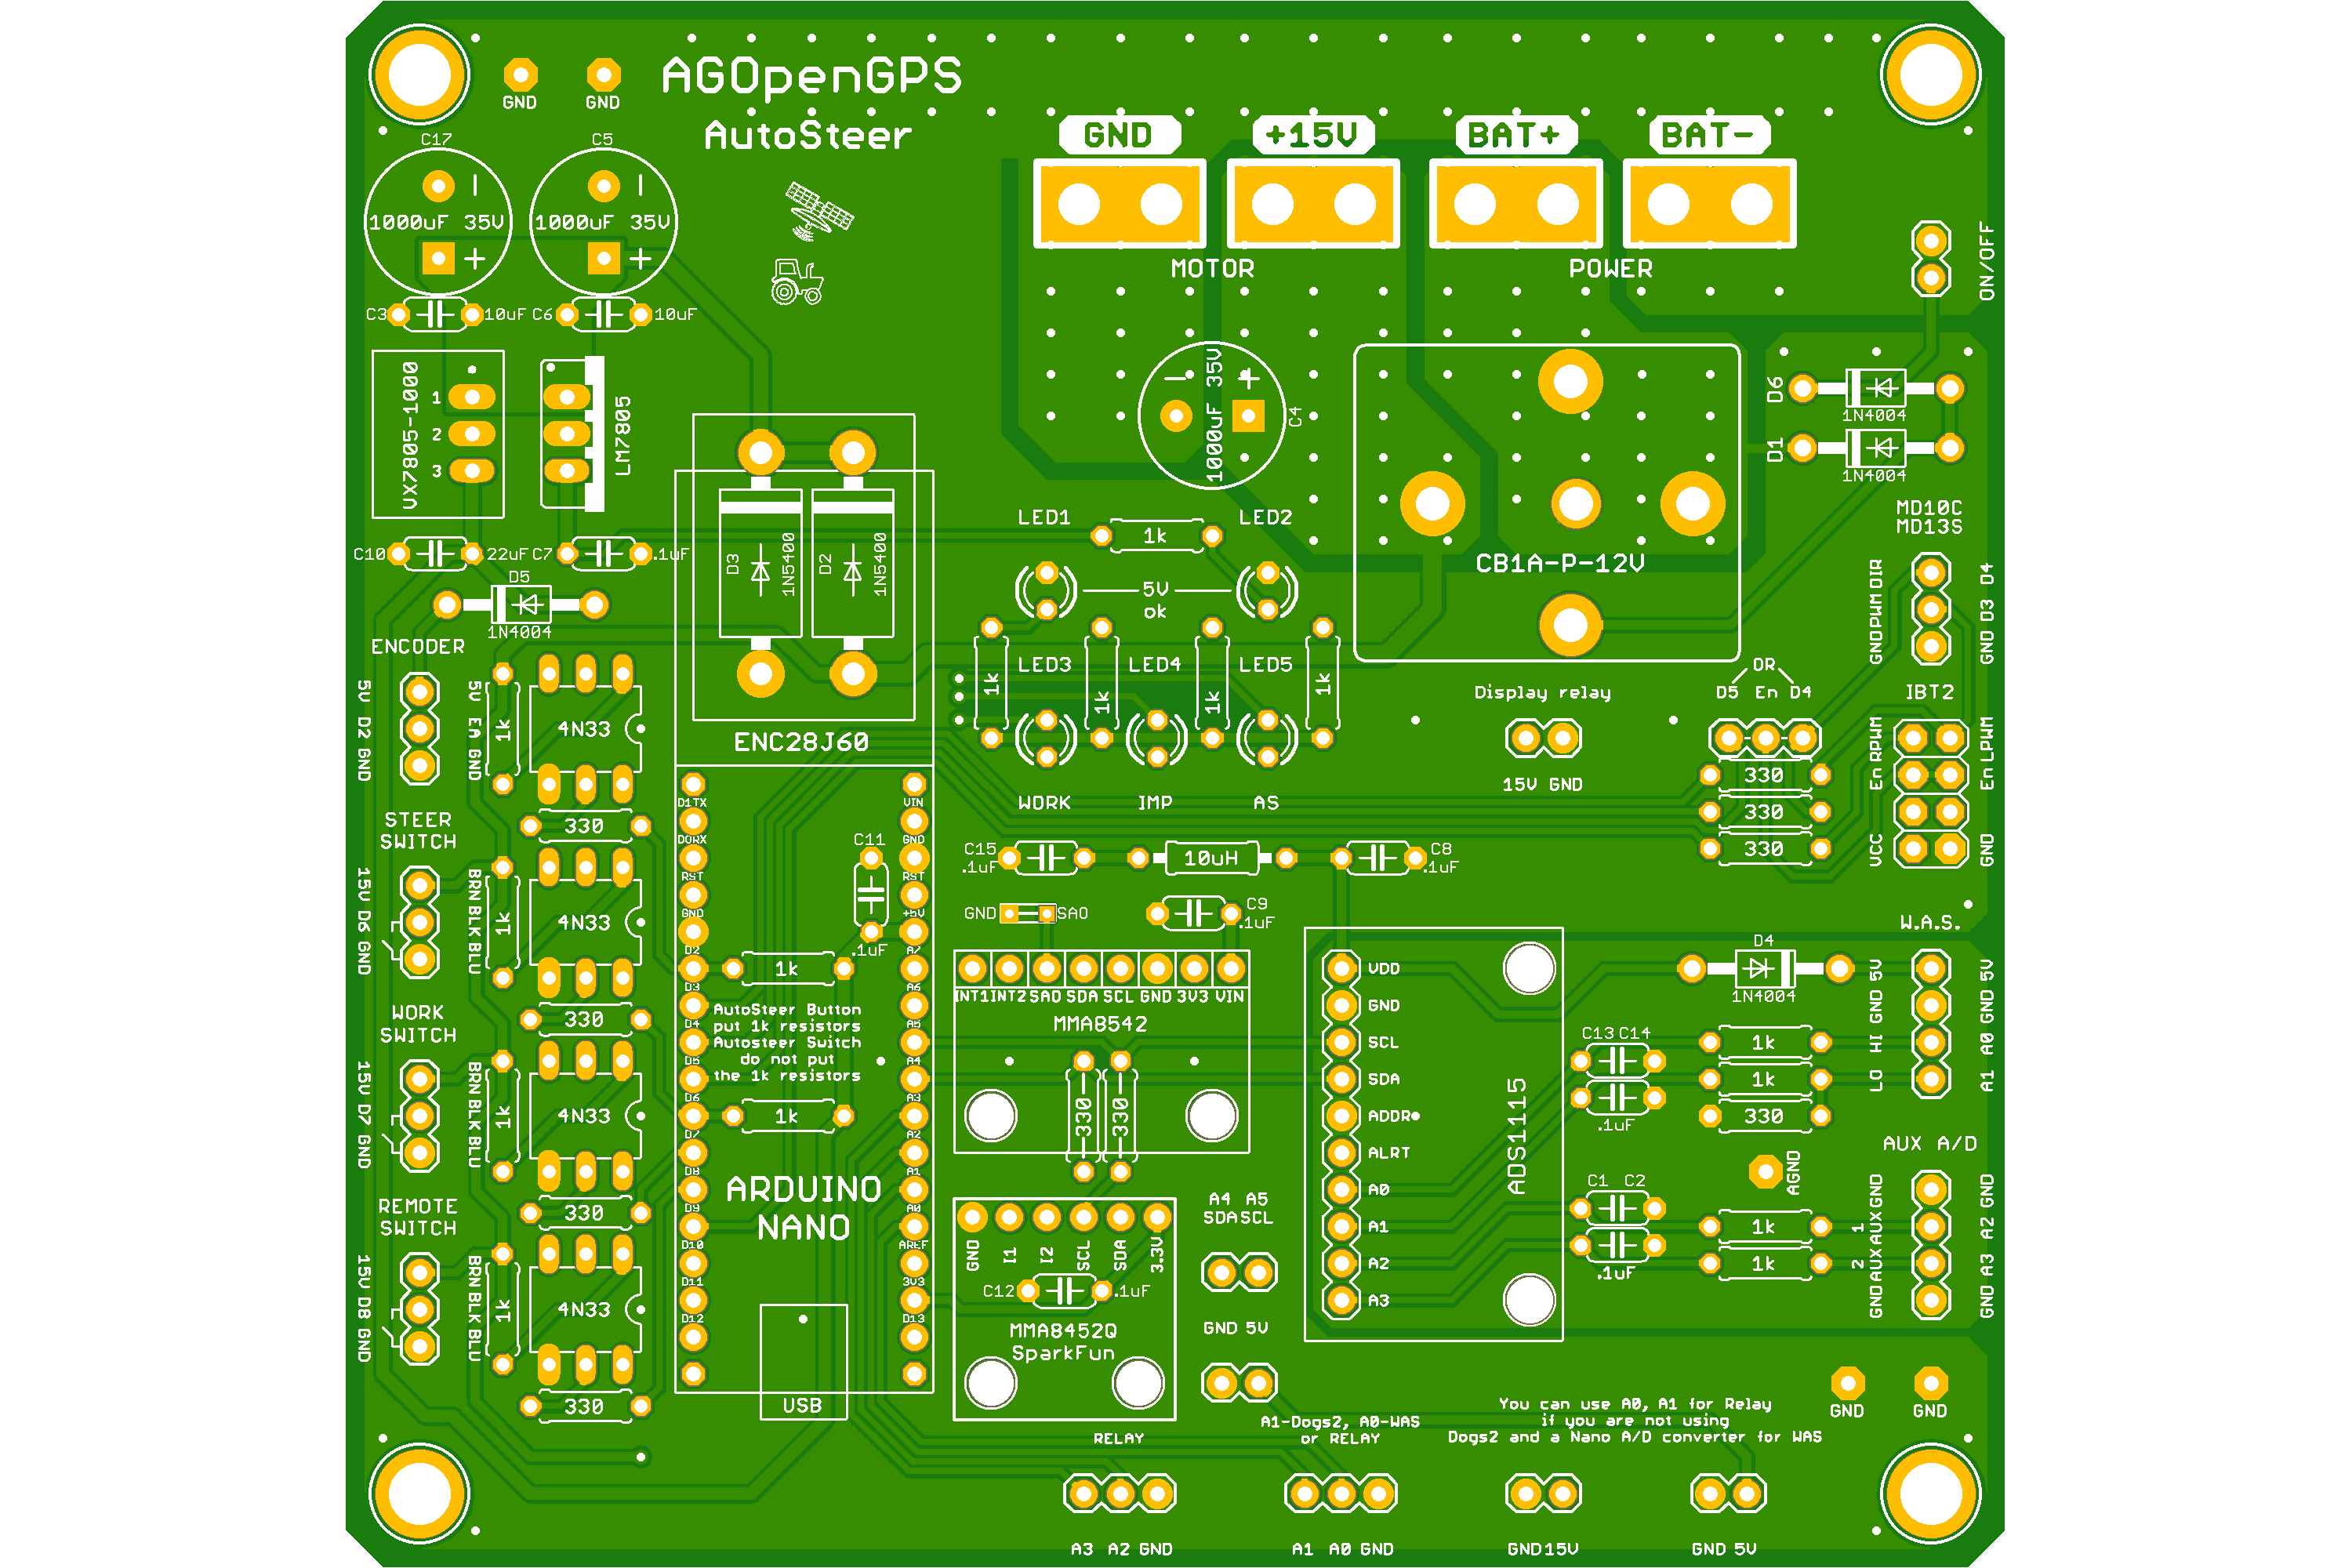 AGOpenGPS
AutoSteer
GND GND
GND +15V BAT+ BAT-
MOTOR POWER
ON/OFF
C17 C5
- -
1000uF 35V 1000uF 35V
+ +
C3 10uF C6 10uF
VX7805-1000
1
2
3
LM7805
C10 22uF C7 .1uF
D5
1N4004
D3 1N5400 D2 1N5400
ENC28J60
- +
1000uF 35V
C4
CB1A-P-12V
D6
1N4004
D1
1N4004
MD10C
MD13S
GND PWM DIR
GND D3 D4
LED1 LED2
1k
5V
ok
LED3 LED4 LED5
1k 1k 1k 1k
WORK IMP AS
Display relay
15V GND
OR
D5 En D4
IBT2
330
330
330
VCC En RPWM
GND En LPWM
ENCODER
5V D2 GND
5V EA GND
1k
4N33
330
STEER
SWITCH
15V D6 GND
BRN BLK BLU
1k
4N33
330
WORK
SWITCH
15V D7 GND
BRN BLK BLU
1k
4N33
330
REMOTE
SWITCH
15V D8 GND
BRN BLK BLU
1k
4N33
330
D1TX VIN
D0RX GND
RST RST
GND +5V
D2 A7
D3 A6
D4 A5
D5 A4
D6 A3
D7 A2
D8 A1
D9 A0
D10 AREF
D11 3V3
D12 D13
C11
.1uF
1k
AutoSteer Button
put 1k resistors
Autosteer Switch
do not put
the 1k resistors
1k
ARDUINO
NANO
USB
C15 .1uF
10uH
C8 .1uF
GND SAO
C9 .1uF
INT1 INT2 SAO SDA SCL GND 3V3 VIN
MMA8542
330 330
GND I1 I2 SCL SDA 3.3V
C12 .1uF
MMA8452Q
SparkFun
A4 A5
SDA SCL
GND 5V
VDD
GND
SCL
SDA
ADDR
ALRT
A0
A1
A2
A3
ADS1115
D4
1N4004
W.A.S.
LO HI GND 5V
A1 A0 GND 5V
C13 C14
.1uF
1k
1k
330
AUX A/D
AGND
C1 C2
.1uF
1k
1k
GND AUX 2 AUX 1 GND
GND A3 A2 GND
GND GND
You can use A0, A1 for Relay
if you are not using
Dogs2 and a Nano A/D converter for WAS
A1-Dogs2, A0-WAS
or RELAY
RELAY
A3 A2 GND
A1 A0 GND
GND 15V
GND 5V